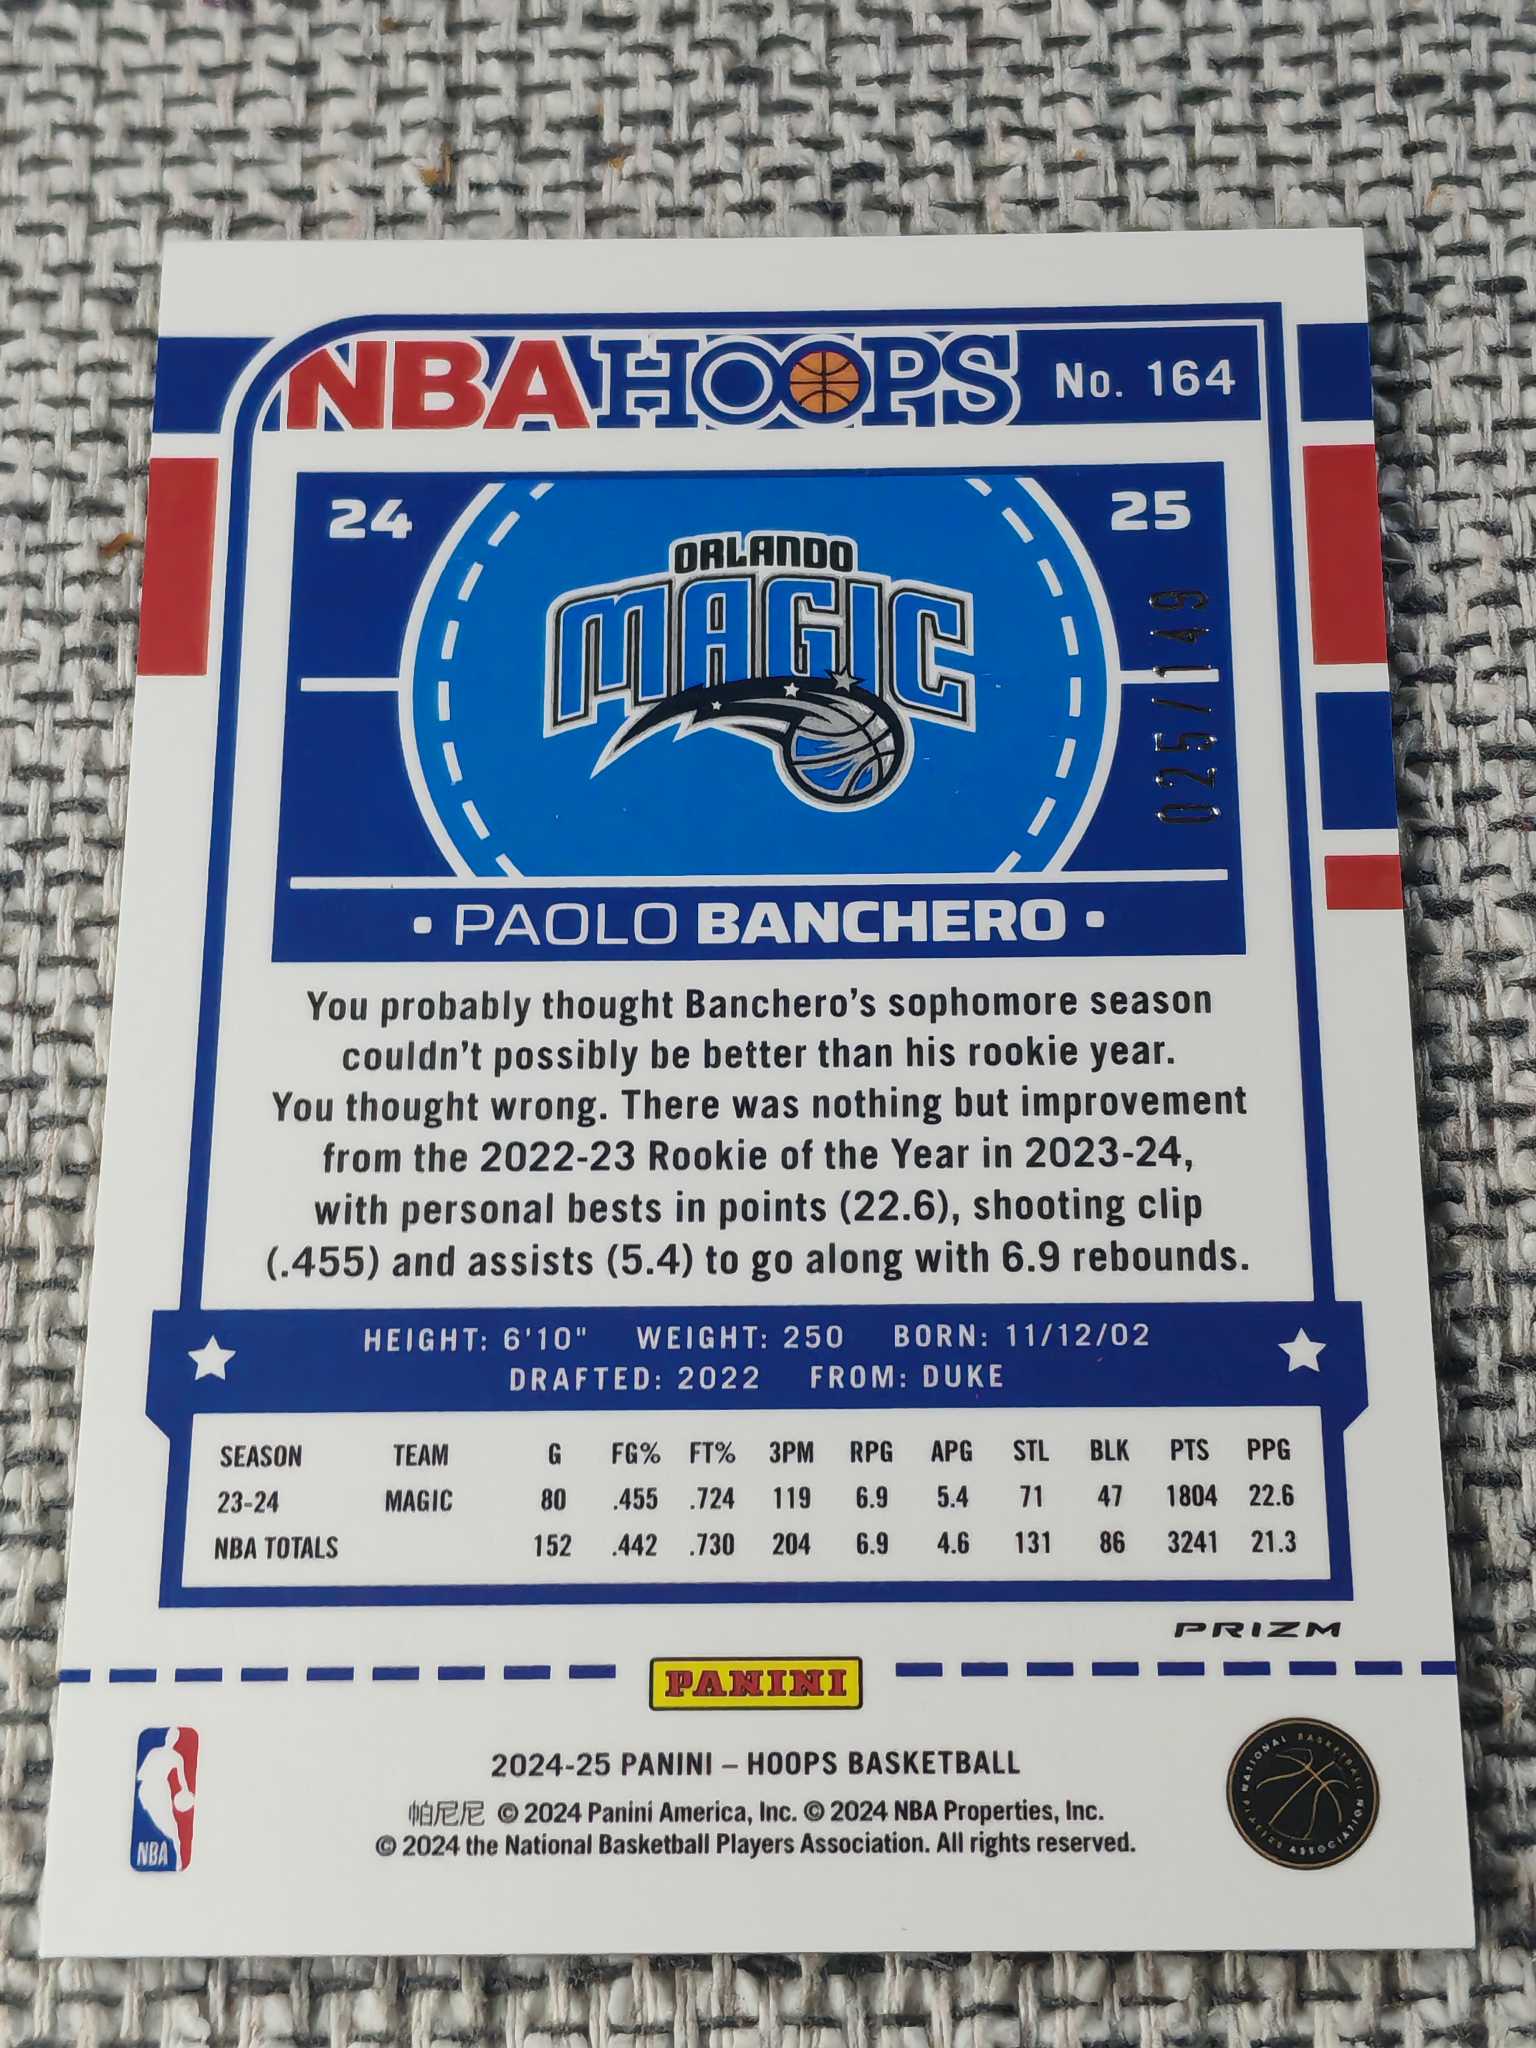 NBA HOOPS No. 164
24 25
ORLANDO
MAGIC
025/149
• PAOLO BANCHERO •
You probably thought Banchero's sophomore season
couldn't possibly be better than his rookie year.
You thought wrong. There was nothing but improvement
from the 2022-23 Rookie of the Year in 2023-24,
with personal bests in points (22.6), shooting clip
(.455) and assists (5.4) to go along with 6.9 rebounds.
HEIGHT: 6'10" WEIGHT: 250 BORN: 11/12/02
DRAFTED: 2022 FROM: DUKE
SEASON TEAM G FG% FT% 3PM RPG APG STL BLK PTS PPG
23-24 MAGIC 80 .455 .724 119 6.9 5.4 71 47 1804 22.6
NBA TOTALS 152 .442 .730 204 6.9 4.6 131 86 3241 21.3
PRIZM
PANINI
2024-25 PANINI – HOOPS BASKETBALL
帕尼尼 © 2024 Panini America, Inc. © 2024 NBA Properties, Inc.
© 2024 the National Basketball Players Association. All rights reserved.
NBA
NATIONAL BASKETBALL PLAYERS ASSOCIATION